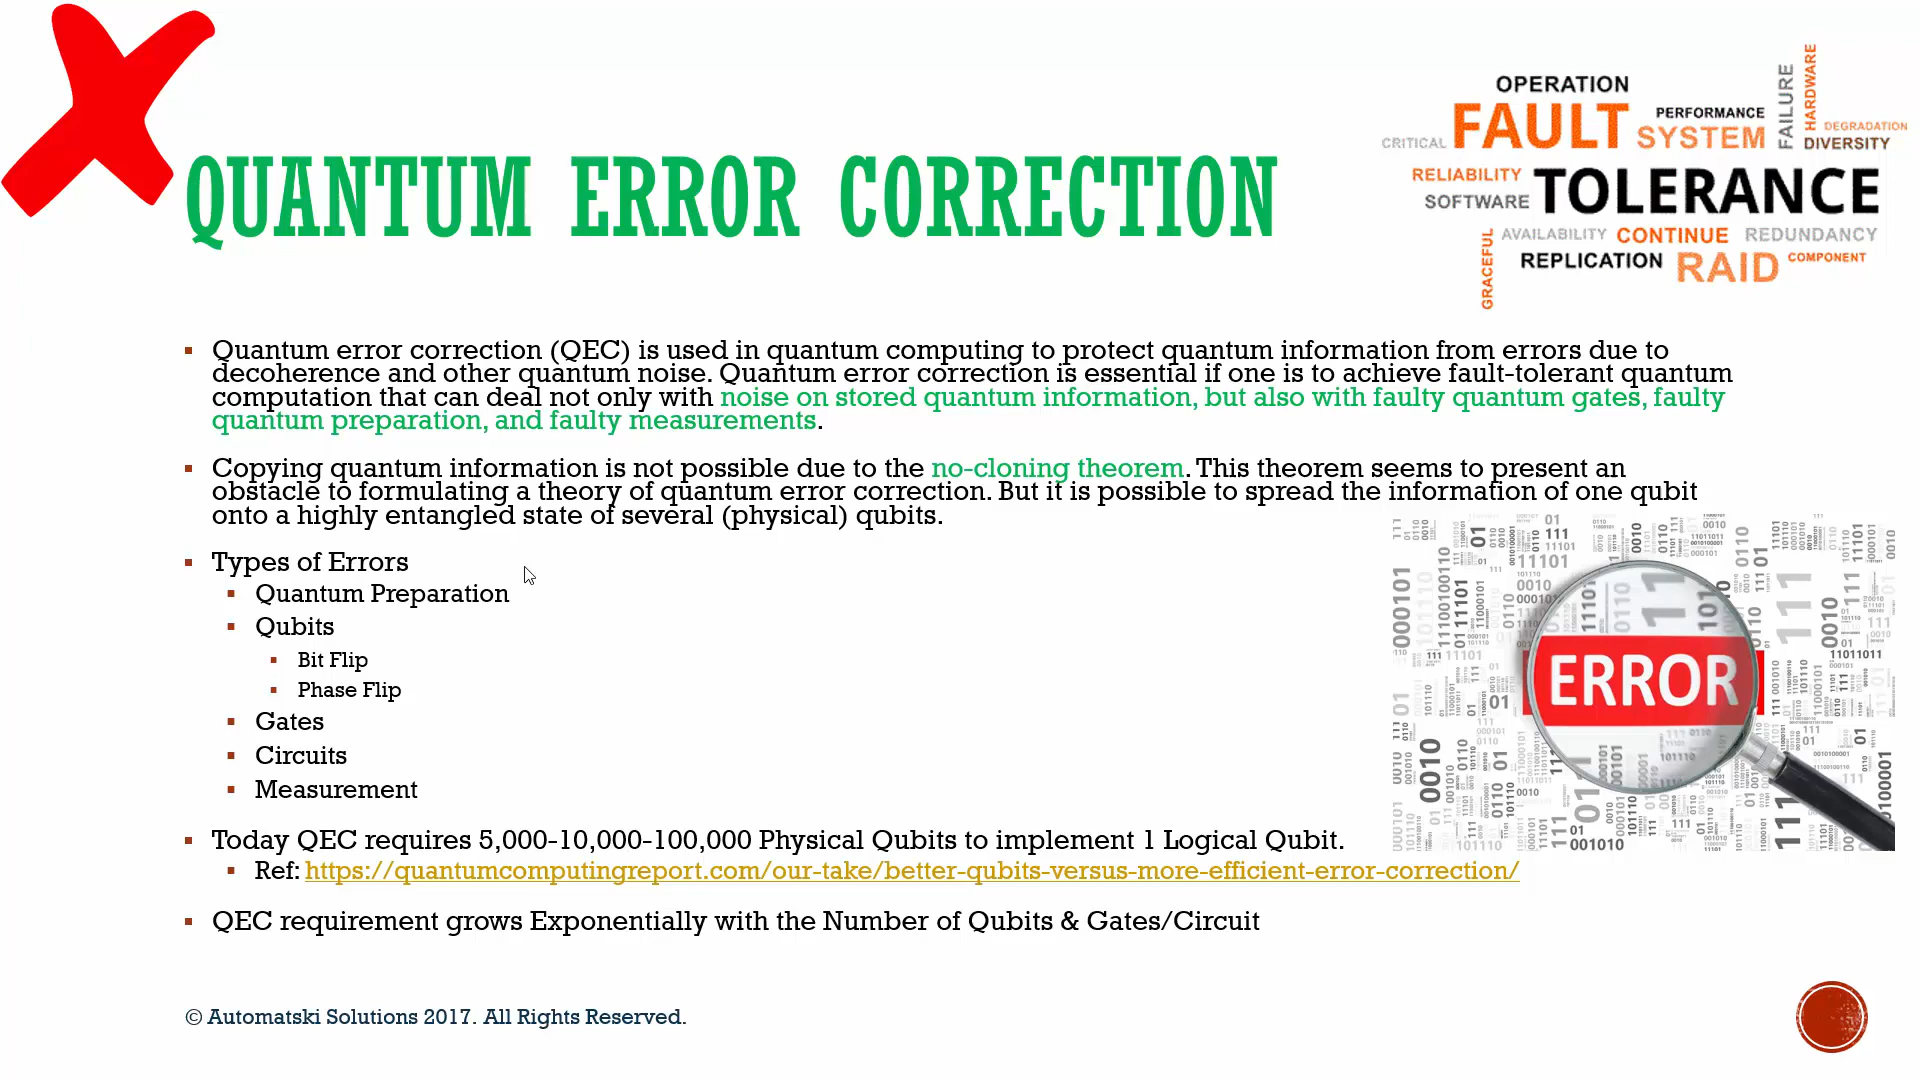 OPERATION
FAULT
PERFORMANCE
FAILURE
HARDWARE
CRITICAL
SYSTEM
DEGRADATION
DIVERSITY
QUANTUM ERROR CORRECTION
RELIABILITY
TOLERANCE
SOFTWARE
AVAILABILITY CONTINUE REDUNDANCY
GRACEFUL
REPLICATION RAID COMPONENT
▪ Quantum error correction (QEC) is used in quantum computing to protect quantum information from errors due to
decoherence and other quantum noise. Quantum error correction is essential if one is to achieve fault-tolerant quantum
computation that can deal not only with noise on stored quantum information, but also with faulty quantum gates, faulty
quantum preparation, and faulty measurements.
▪ Copying quantum information is not possible due to the no-cloning theorem. This theorem seems to present an
obstacle to formulating a theory of quantum error correction. But it is possible to spread the information of one qubit
onto a highly entangled state of several (physical) qubits.
▪ Types of Errors
▪ Quantum Preparation
▪ Qubits
▪ Bit Flip
▪ Phase Flip
▪ Gates
▪ Circuits
▪ Measurement
ERROR
▪ Today QEC requires 5,000-10,000-100,000 Physical Qubits to implement 1 Logical Qubit.
▪ Ref: https://quantumcomputingreport.com/our-take/better-qubits-versus-more-efficient-error-correction/
▪ QEC requirement grows Exponentially with the Number of Qubits & Gates/Circuit
© Automatski Solutions 2017. All Rights Reserved.